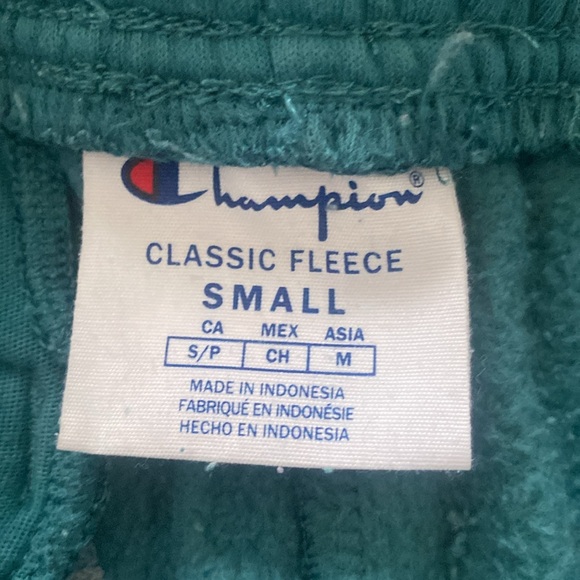 Champion®
CLASSIC FLEECE
SMALL
CA MEX ASIA
S/P CH M
MADE IN INDONESIA
FABRIQUÉ EN INDONÉSIE
HECHO EN INDONESIA